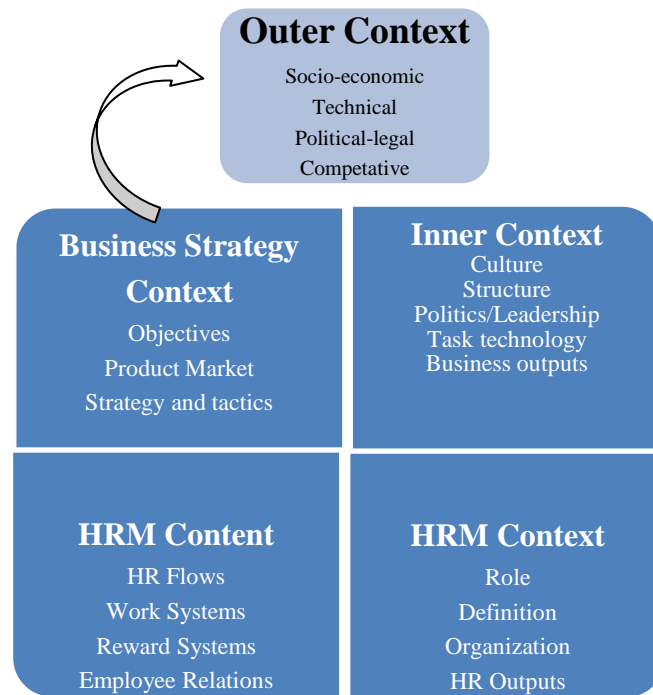 Outer Context
Socio-economic
Technical
Political-legal
Competative
Business Strategy
Context
Objectives
Product Market
Strategy and tactics
Inner Context
Culture
Structure
Politics/Leadership
Task technology
Business outputs
HRM Content
HR Flows
Work Systems
Reward Systems
Employee Relations
HRM Context
Role
Definition
Organization
HR Outputs